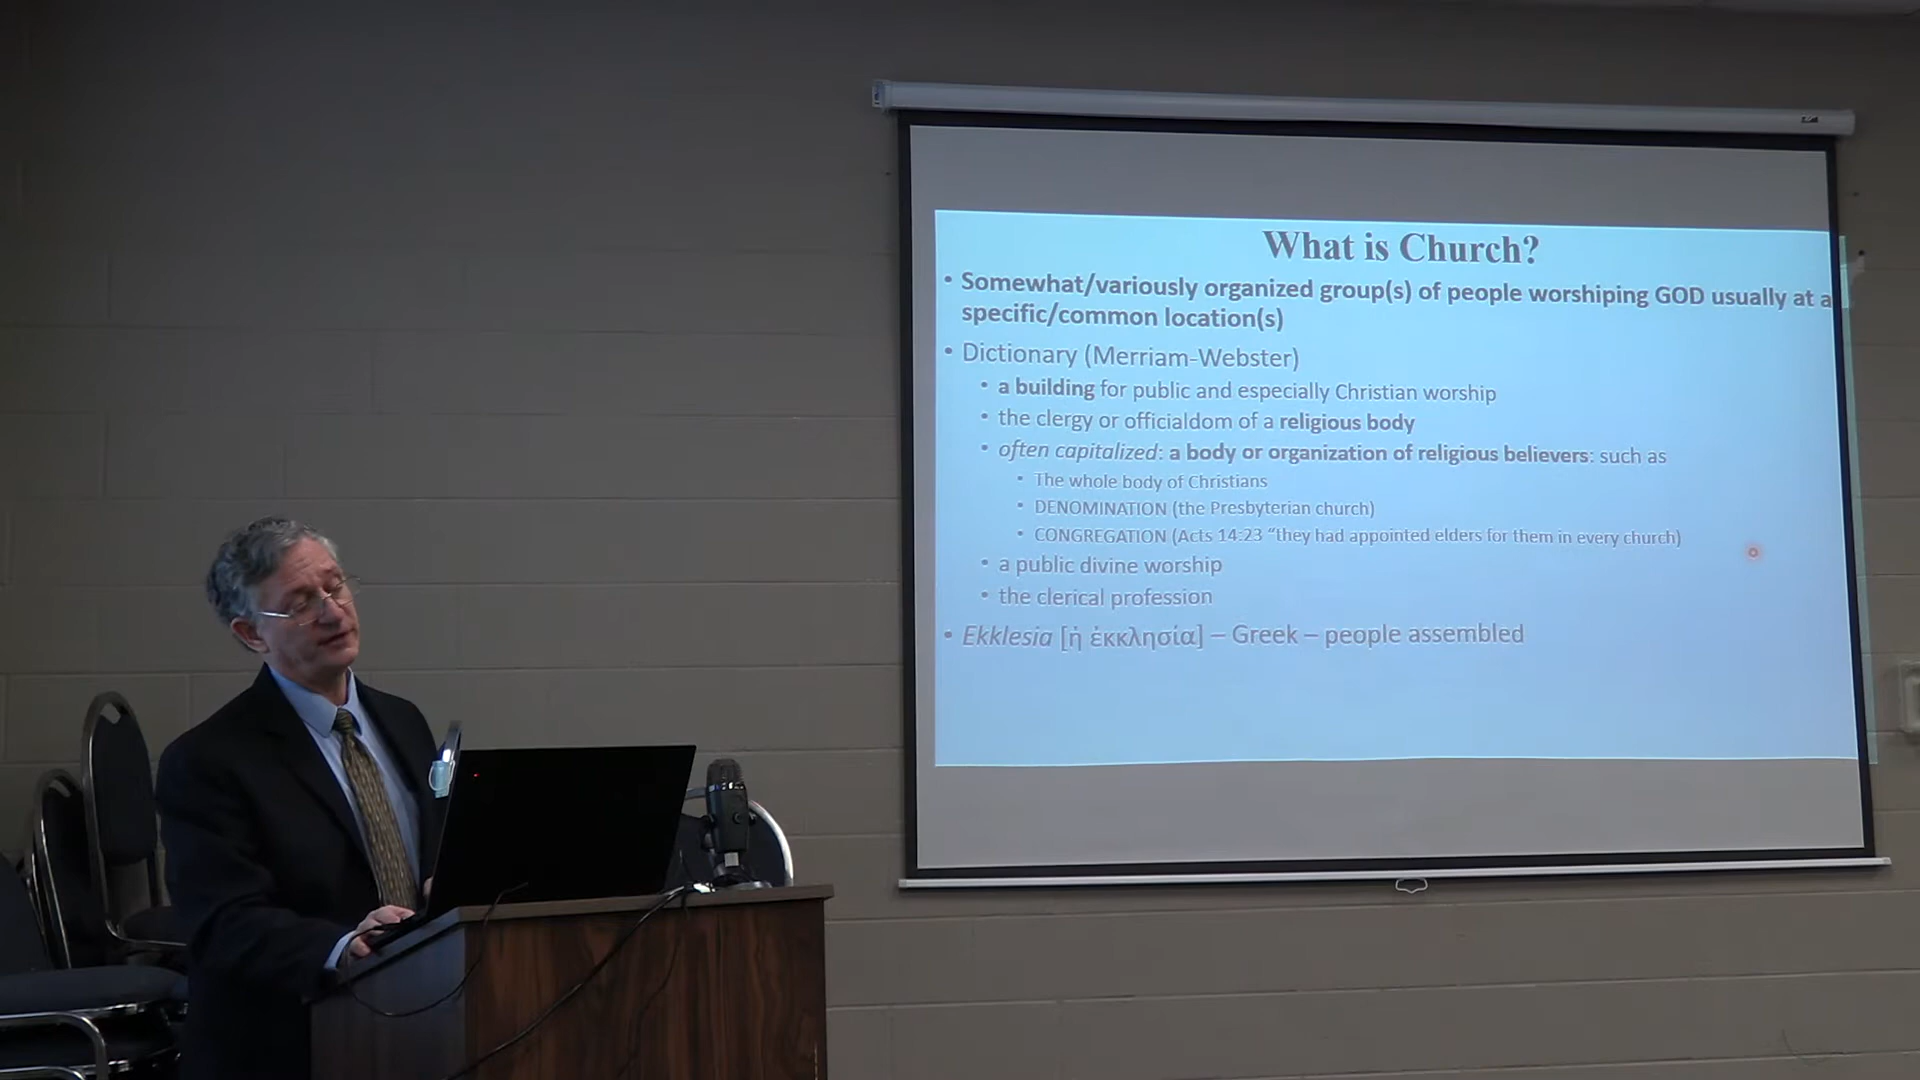 What is Church?
• Somewhat/variously organized group(s) of people worshiping GOD usually at a
specific/common location(s)
• Dictionary (Merriam-Webster)
• a building for public and especially Christian worship
• the clergy or officialdom of a religious body
• often capitalized: a body or organization of religious believers: such as
• The whole body of Christians
• DENOMINATION (the Presbyterian church)
• CONGREGATION (Acts 14:23 “they had appointed elders for them in every church)
• a public divine worship
• the clerical profession
• Ekklesia [ἡ ἐκκλησία] – Greek – people assembled